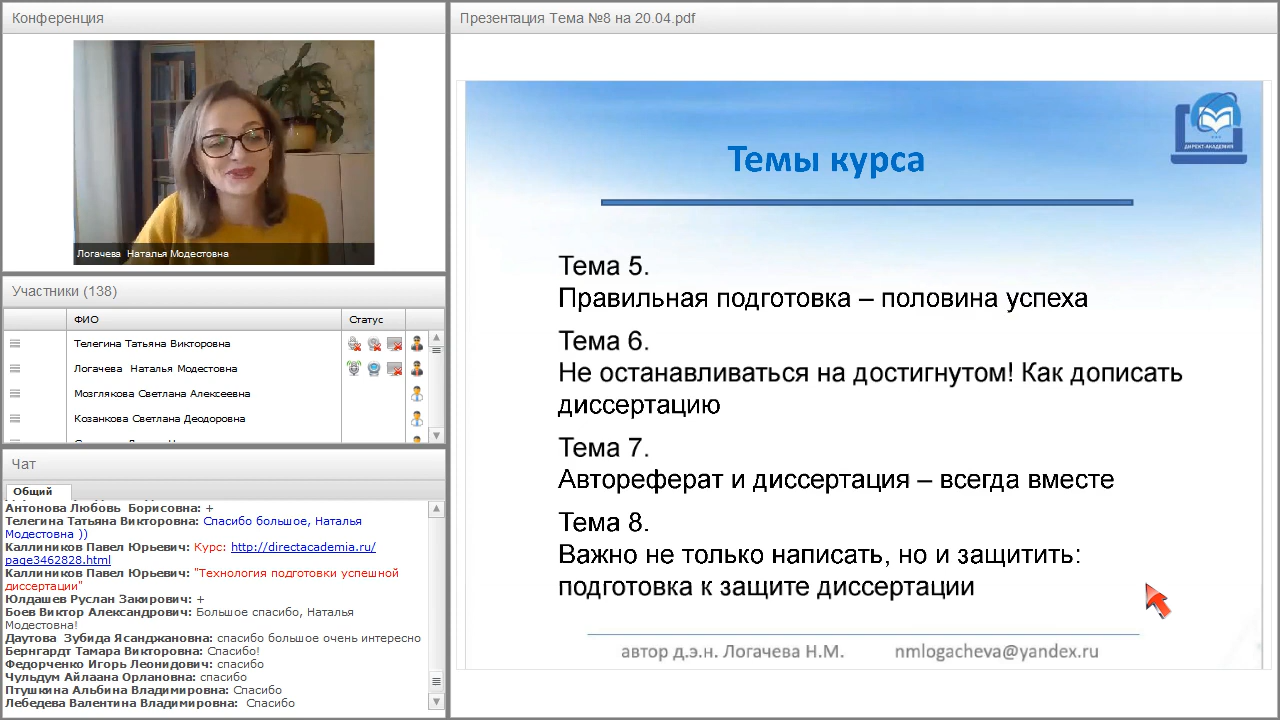 Конференция
Логачева Наталья Модестовна
Участники (138)
ФИО
Статус
Телегина Татьяна Викторовна
Логачева Наталья Модестовна
Мозглякова Светлана Алексеевна
Козанкова Светлана Деодоровна
Чат
Общий
Антонова Любовь Борисовна: +
Телегина Татьяна Викторовна: Спасибо большое, Наталья
Модестовна ))
Каллиников Павел Юрьевич: Курс: http://directacademia.ru/
page3462828.html
Каллиников Павел Юрьевич: "Технология подготовки успешной
диссертации"
Юлдашев Руслан Закирович: +
Боев Виктор Александрович: Большое спасибо, Наталья
Модестовна!
Даутова Зубида Ясанджановна: спасибо большое очень интересно
Бернгардт Тамара Викторовна: Спасибо!
Федорченко Игорь Леонидович: спасибо
Чульдум Айлаана Орлановна: спасибо
Птушкина Альбина Владимировна: Спасибо
Лебедева Валентина Владимировна: Спасибо
Презентация Тема №8 на 20.04.pdf
ДИРЕКТ-АКАДЕМИЯ
Темы курса
Тема 5.
Правильная подготовка – половина успеха
Тема 6.
Не останавливаться на достигнутом! Как дописать
диссертацию
Тема 7.
Автореферат и диссертация – всегда вместе
Тема 8.
Важно не только написать, но и защитить:
подготовка к защите диссертации
автор д.э.н. Логачева Н.М. nmlogacheva@yandex.ru